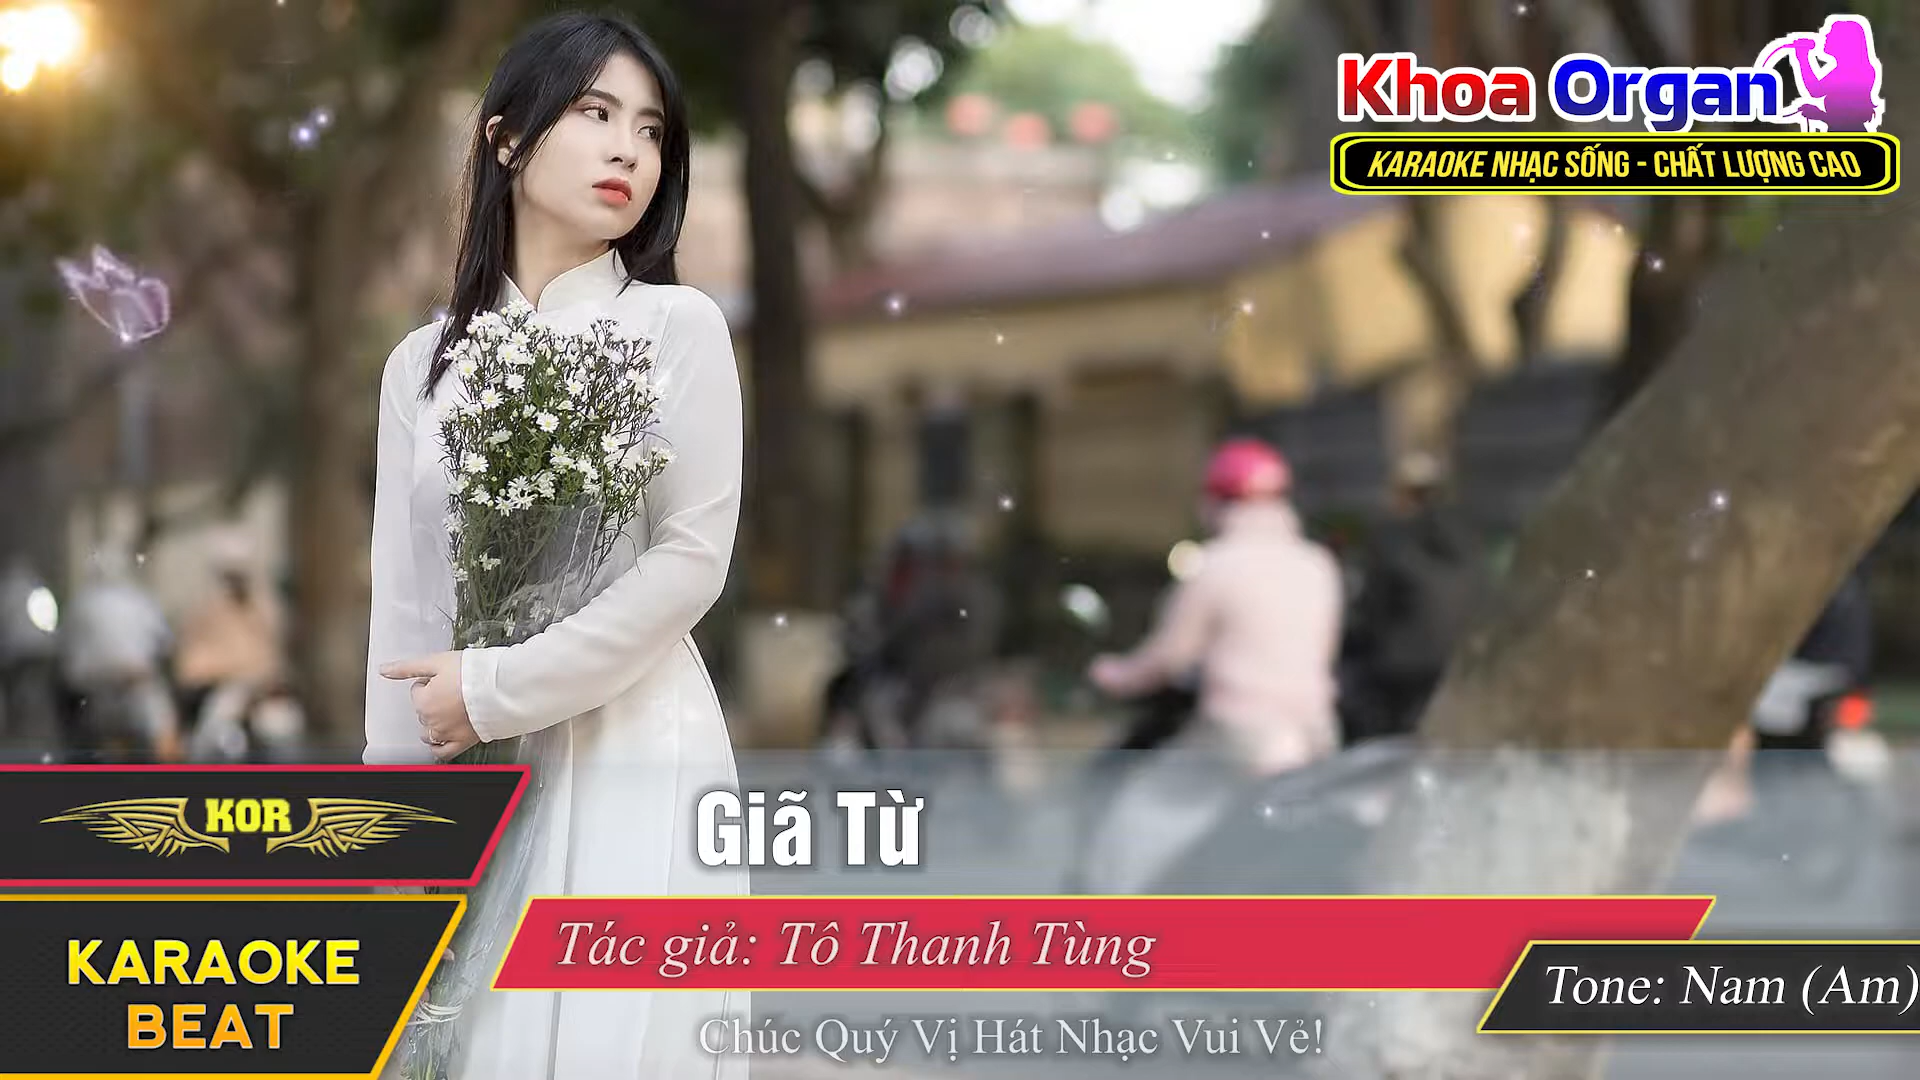 Khoa Organ
KARAOKE NHẠC SỐNG - CHẤT LƯỢNG CAO
KOR
Giã Từ
KARAOKE
BEAT
Tác giả: Tô Thanh Tùng
Tone: Nam (Am)
Chúc Quý Vị Hát Nhạc Vui Vẻ!